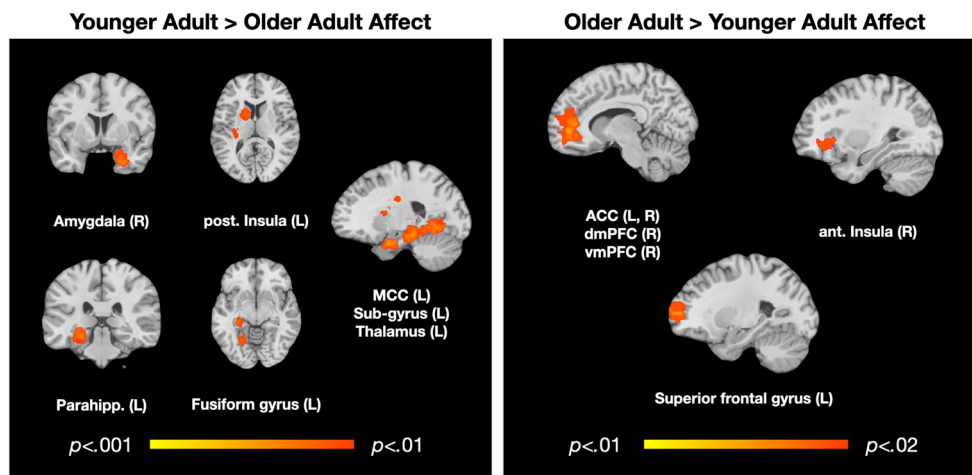 Younger Adult > Older Adult Affect
Amygdala (R)
post. Insula (L)
MCC (L)
Sub-gyrus (L)
Thalamus (L)
Parahipp. (L)
Fusiform gyrus (L)
p<.001
p<.01
Older Adult > Younger Adult Affect
ACC (L, R)
dmPFC (R)
vmPFC (R)
ant. Insula (R)
Superior frontal gyrus (L)
p<.01
p<.02